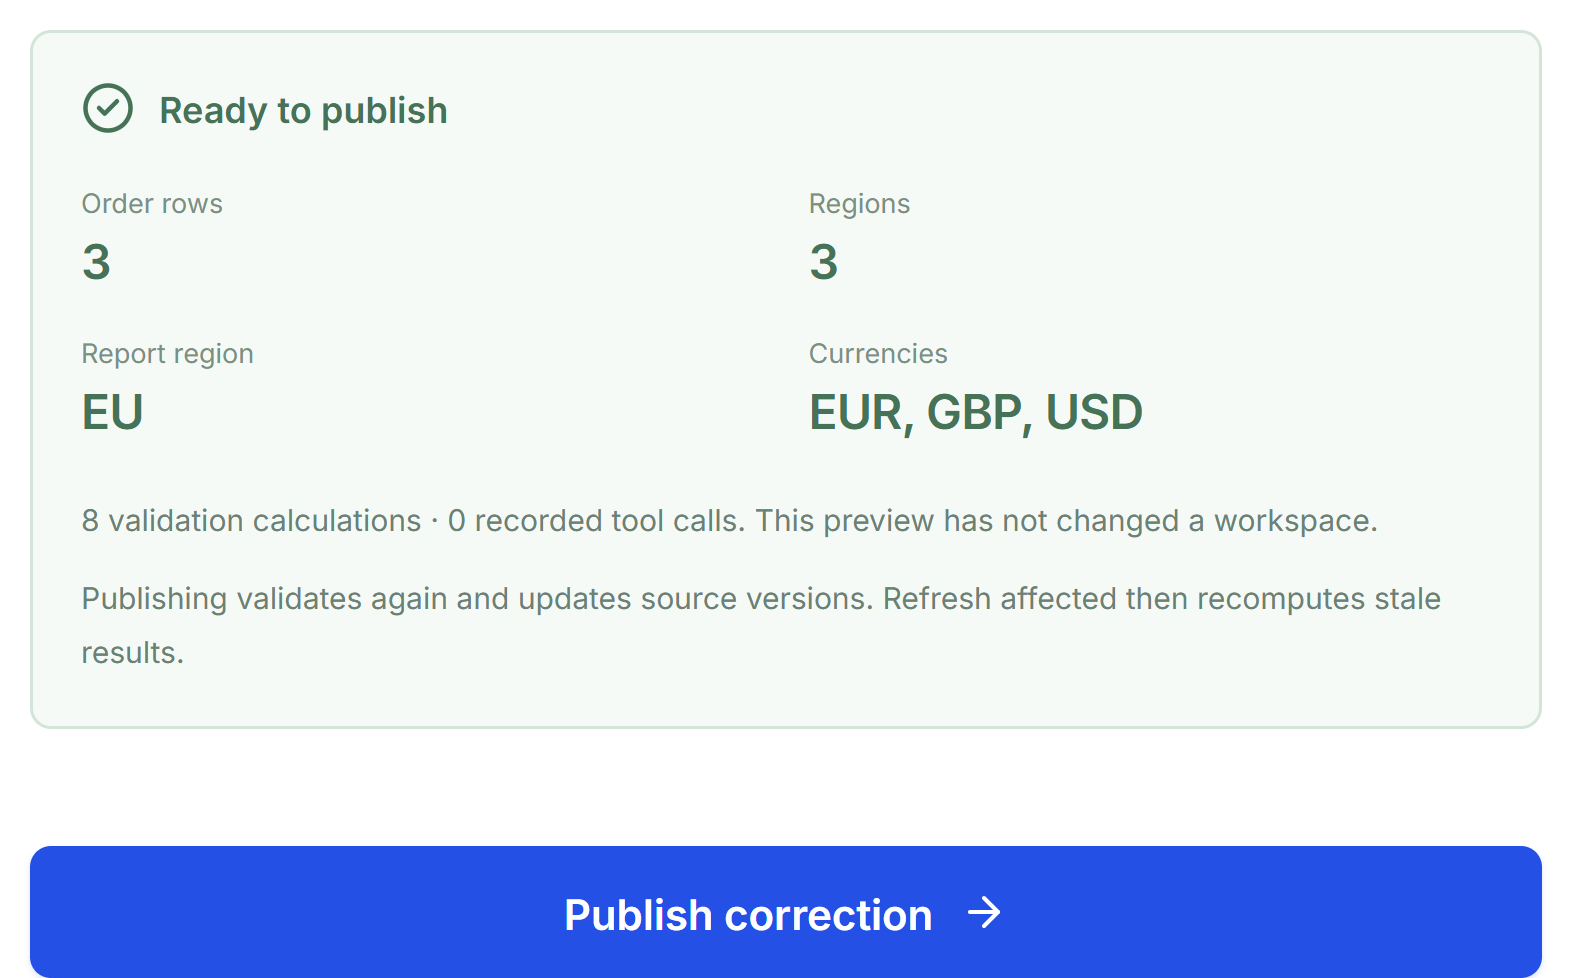 Ready to publish
Order rows
3
Regions
3
Report region
EU
Currencies
EUR, GBP, USD
8 validation calculations · 0 recorded tool calls. This preview has not changed a workspace.
Publishing validates again and updates source versions. Refresh affected then recomputes stale
results.
Publish correction →